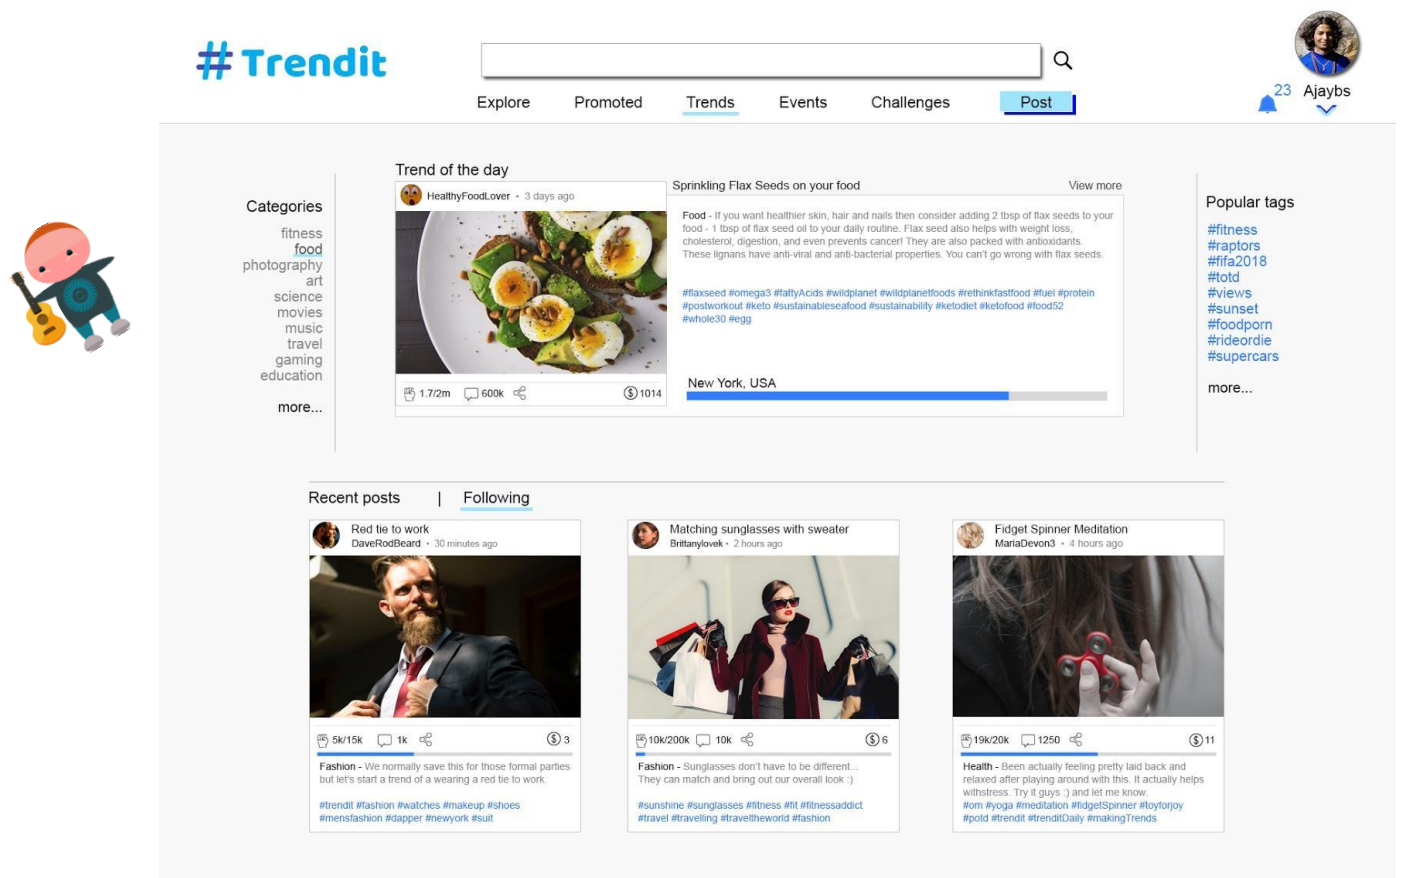 #Trendit
Explore Promoted Trends Events Challenges Post
23 Ajaybs
Categories
fitness
food
photography
art
science
movies
music
travel
gaming
education
more...
Trend of the day
HealthyFoodLover • 3 days ago
1.7/2m 600k $ 1014
Sprinkling Flax Seeds on your food View more
Food - If you want healthier skin, hair and nails then consider adding 2 tbsp of flax seeds to your
food - 1 tbsp of flax seed oil to your daily routine. Flax seed also helps with weight loss,
cholesterol, digestion, and even prevents cancer! They are also packed with antioxidants.
These lignans have anti-viral and anti-bacterial properties. You can't go wrong with flax seeds.
#flaxseed #omega3 #fattyAcids #wildplanet #wildplanetfoods #rethinkfastfood #fuel #protein
#postworkout #keto #sustainableseafood #sustainability #ketodiet #ketofood #food52
#whole30 #egg
New York, USA
Popular tags
#fitness
#raptors
#fifa2018
#totd
#views
#sunset
#foodporn
#rideordie
#supercars
more...
Recent posts | Following
Red tie to work
DaveRodBeard • 30 minutes ago
5k/15k 1k $ 3
Fashion - We normally save this for those formal parties
but let's start a trend of a wearing a red tie to work.
#trendit #fashion #watches #makeup #shoes
#mensfashion #dapper #newyork #suit
Matching sunglasses with sweater
Brittanylovek • 2 hours ago
10k/200k 10k $ 6
Fashion - Sunglasses don't have to be different...
They can match and bring out our overall look :)
#sunshine #sunglasses #fitness #fit #fitnessaddict
#travel #travelling #traveltheworld #fashion
Fidget Spinner Meditation
MariaDevon3 • 4 hours ago
19k/20k 1250 $ 11
Health - Been actually feeling pretty laid back and
relaxed after playing around with this. It actually helps
withstress. Try it guys :) and let me know.
#om #yoga #meditation #fidgetSpinner #toyforjoy
#potd #trendit #trenditDaily #makingTrends